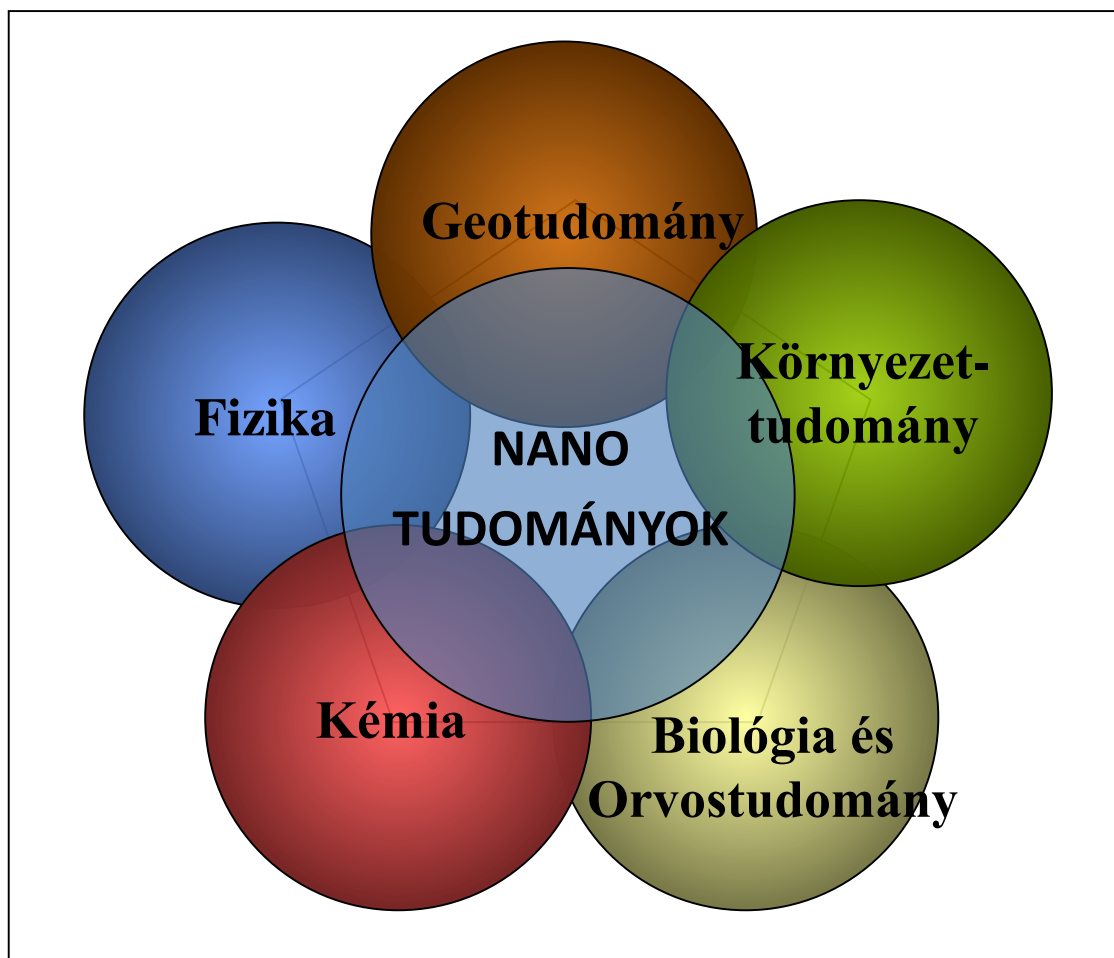 Geotudomány
Környezet-
tudomány
Fizika
NANO
TUDOMÁNYOK
Kémia
Biológia és
Orvostudomány